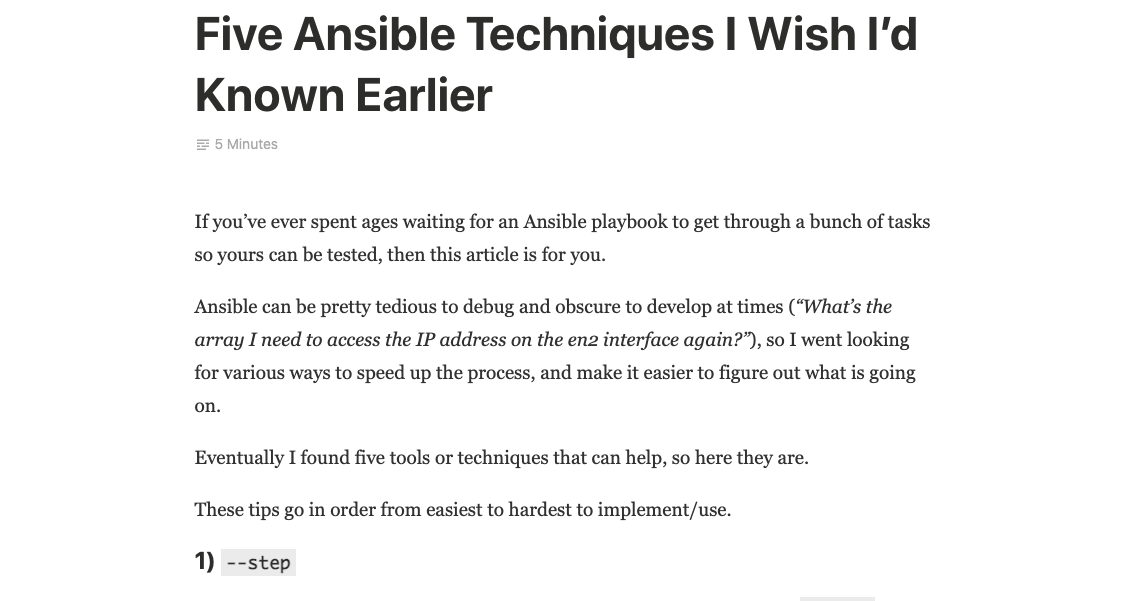 Five Ansible Techniques I Wish I’d
Known Earlier
5 Minutes
If you’ve ever spent ages waiting for an Ansible playbook to get through a bunch of tasks
so yours can be tested, then this article is for you.
Ansible can be pretty tedious to debug and obscure to develop at times (“What’s the
array I need to access the IP address on the en2 interface again?”), so I went looking
for various ways to speed up the process, and make it easier to figure out what is going
on.
Eventually I found five tools or techniques that can help, so here they are.
These tips go in order from easiest to hardest to implement/use.
1) --step